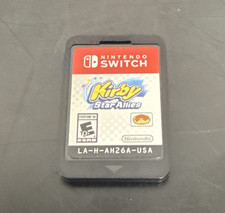 NINTENDO
SWITCH
Kirby
Star Allies
E
Nintendo
LA-H-AH26A-USA